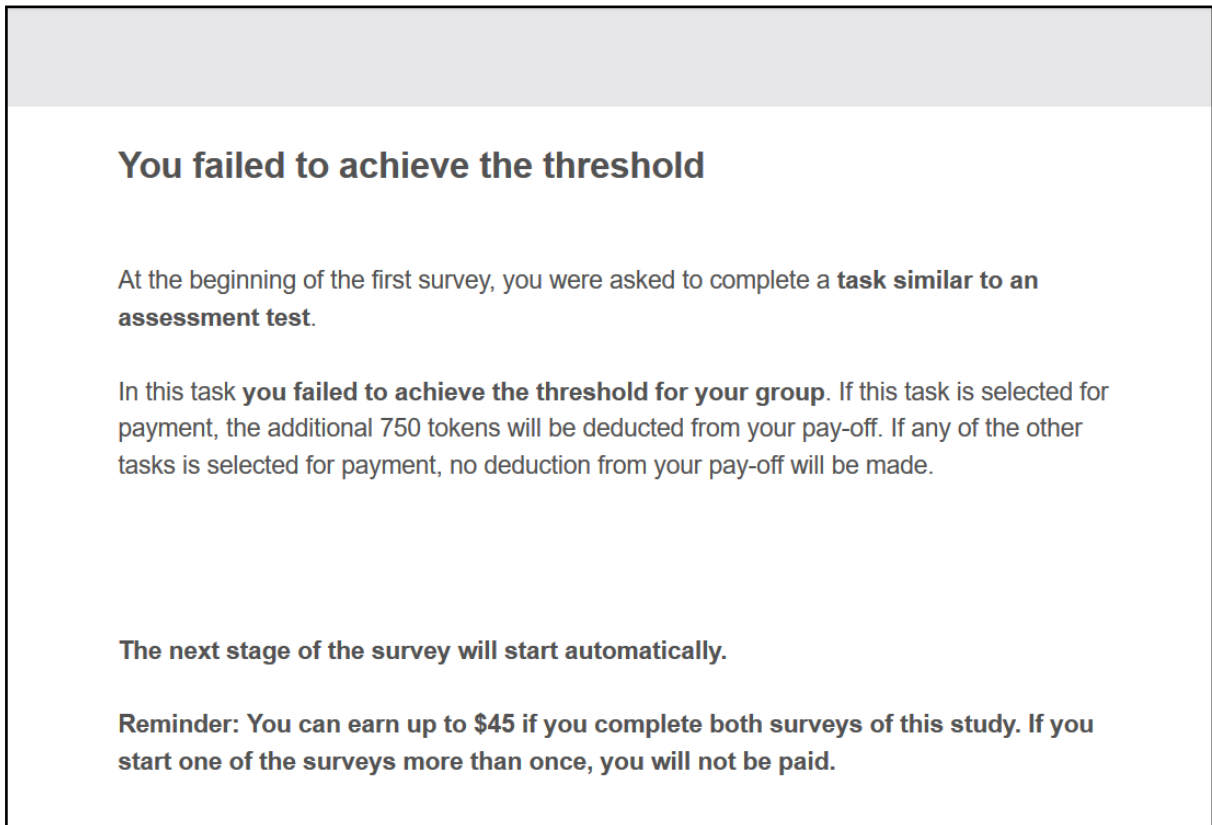 You failed to achieve the threshold
At the beginning of the first survey, you were asked to complete a task similar to an
assessment test.
In this task you failed to achieve the threshold for your group. If this task is selected for
payment, the additional 750 tokens will be deducted from your pay-off. If any of the other
tasks is selected for payment, no deduction from your pay-off will be made.
The next stage of the survey will start automatically.
Reminder: You can earn up to $45 if you complete both surveys of this study. If you
start one of the surveys more than once, you will not be paid.